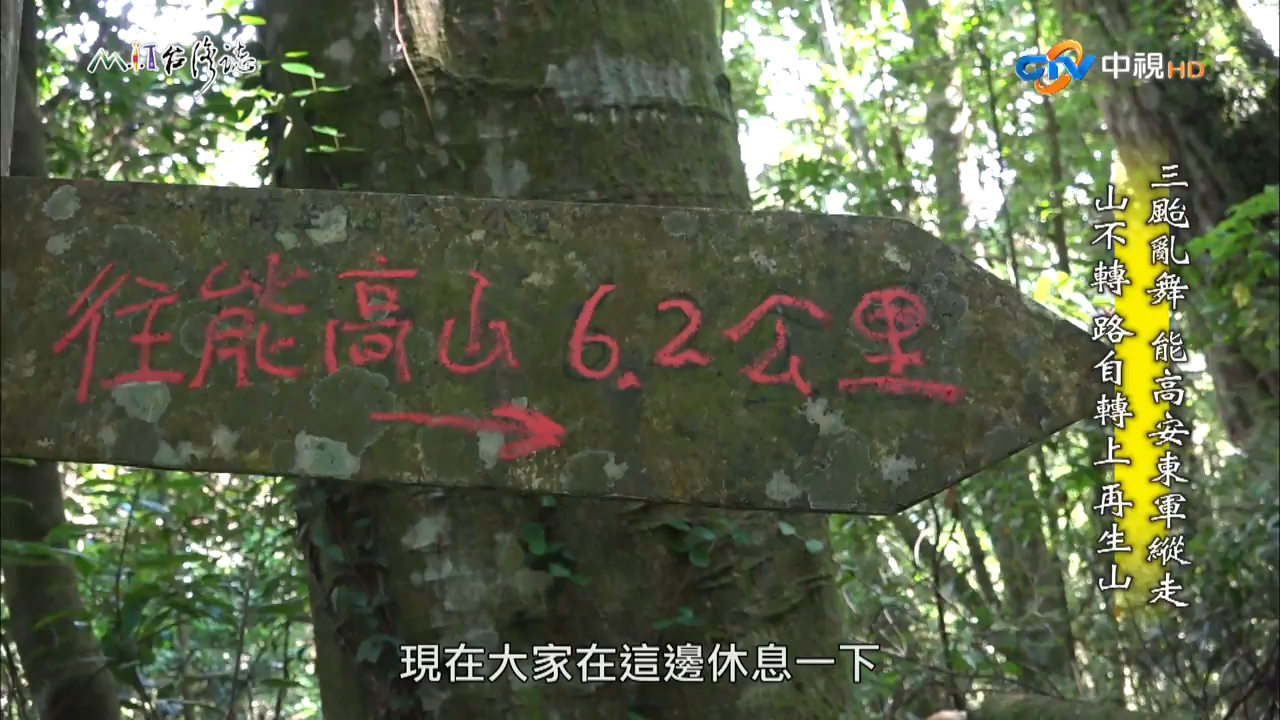 MIT台灣誌
CTV 中視HD
三颱亂舞 能高安東軍縱走
山不轉 路自轉上再生山
往能高山 6.2公里
→
現在大家在這邊休息一下